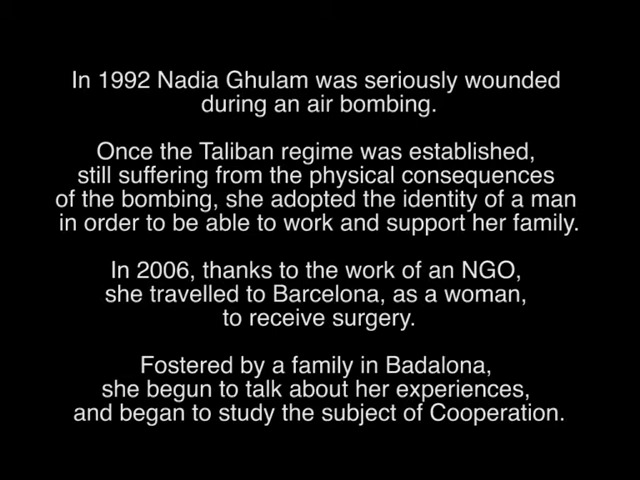 In 1992 Nadia Ghulam was seriously wounded
during an air bombing.
Once the Taliban regime was established,
still suffering from the physical consequences
of the bombing, she adopted the identity of a man
in order to be able to work and support her family.
In 2006, thanks to the work of an NGO,
she travelled to Barcelona, as a woman,
to receive surgery.
Fostered by a family in Badalona,
she begun to talk about her experiences,
and began to study the subject of Cooperation.